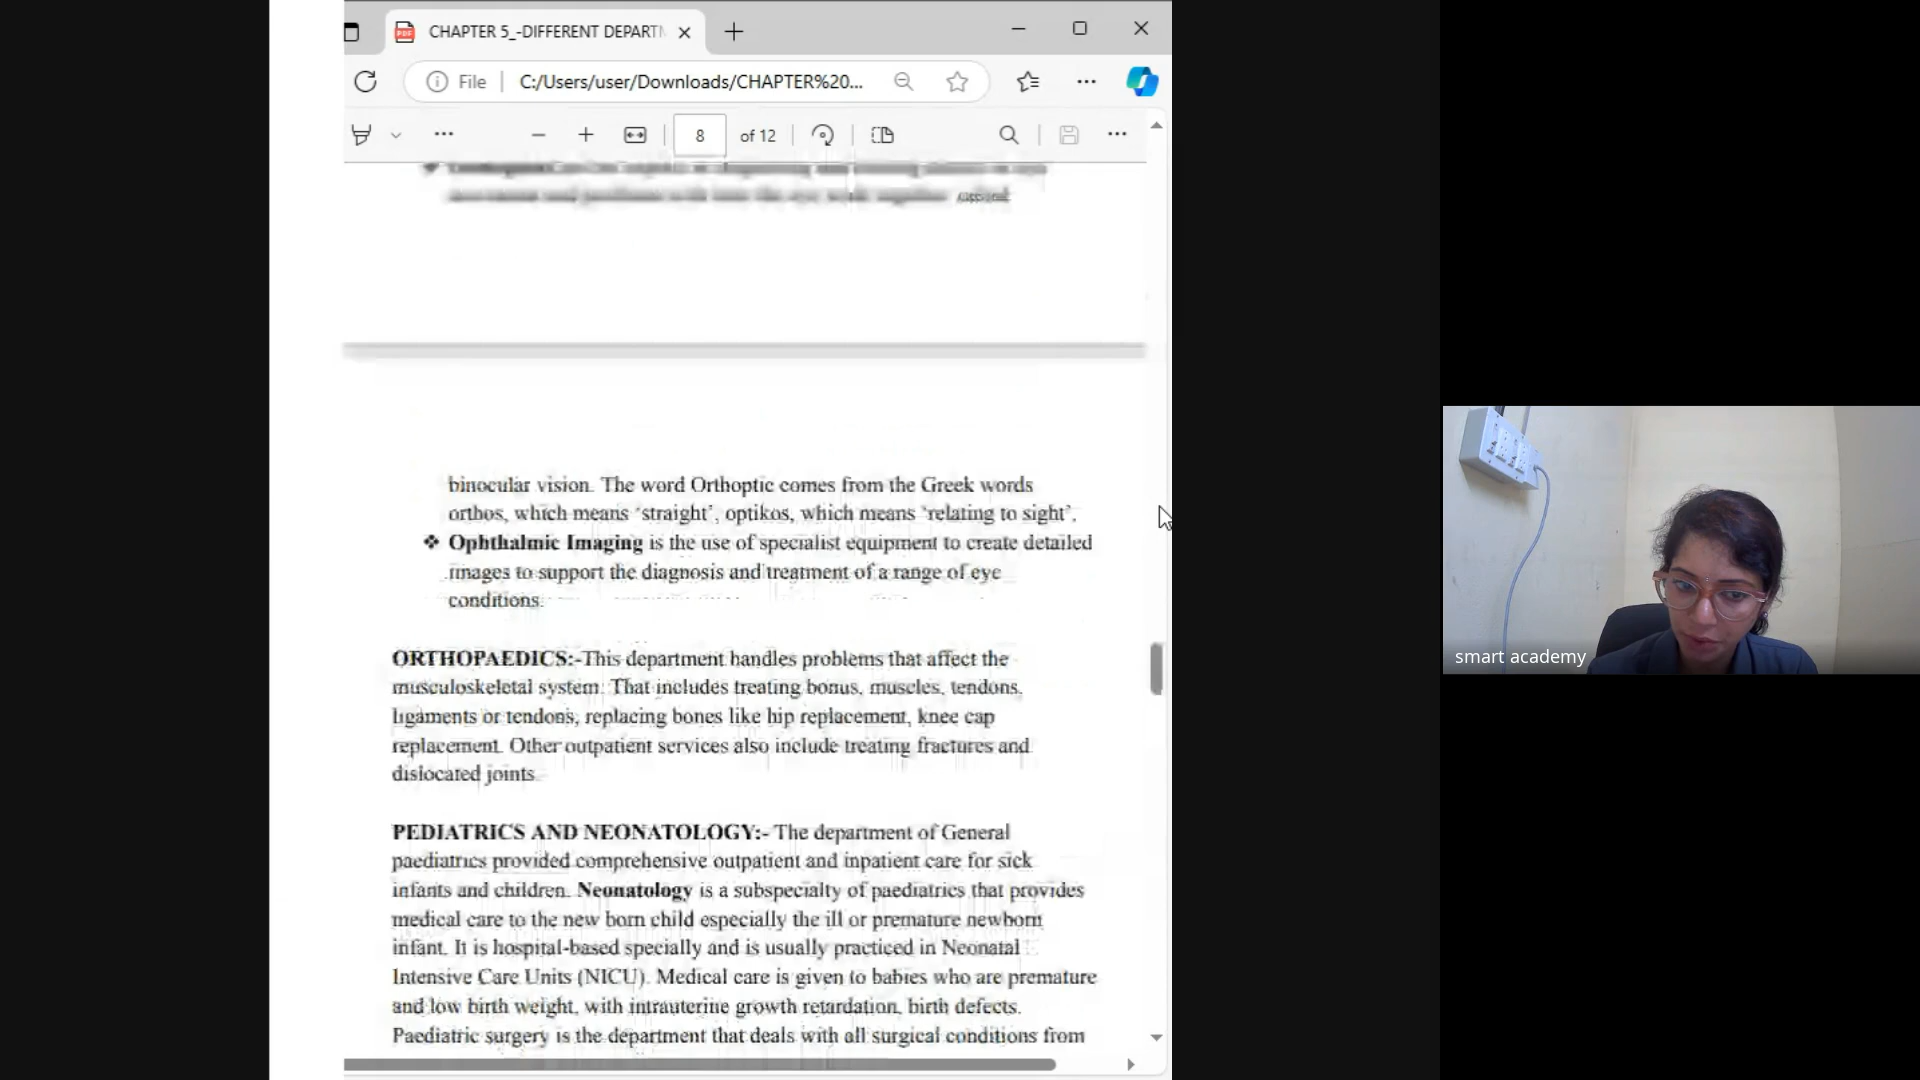 CHAPTER 5_-DIFFERENT DEPARTM
File
C:/Users/user/Downloads/CHAPTER%20...
8
of 12
binocular vision. The word Orthoptic comes from the Greek words
orthos, which means ‘straight’, optikos, which means ‘relating to sight’.
❖ Ophthalmic Imaging is the use of specialist equipment to create detailed
images to support the diagnosis and treatment of a range of eye
conditions.
ORTHOPAEDICS:-This department handles problems that affect the
musculoskeletal system. That includes treating bonus, muscles, tendons,
ligaments or tendons, replacing bones like hip replacement, knee cap
replacement. Other outpatient services also include treating fractures and
dislocated joints.
PEDIATRICS AND NEONATOLOGY:- The department of General
paediatrics provided comprehensive outpatient and inpatient care for sick
infants and children. Neonatology is a subspecialty of paediatrics that provides
medical care to the new born child especially the ill or premature newborn
infant. It is hospital-based specially and is usually practiced in Neonatal
Intensive Care Units (NICU). Medical care is given to babies who are premature
and low birth weight, with intrauterine growth retardation, birth defects.
Paediatric surgery is the department that deals with all surgical conditions from
smart academy